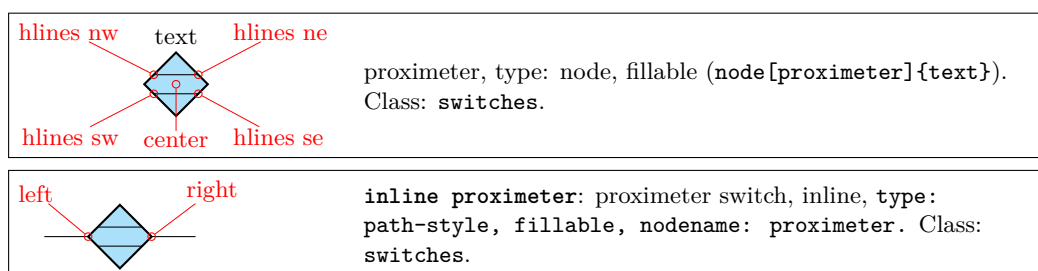 hlines nw text hlines ne
hlines sw center hlines se
proximeter, type: node, fillable (node[proximeter]{text}).
Class: switches.
left right
inline proximeter: proximeter switch, inline, type:
path-style, fillable, nodename: proximeter. Class:
switches.